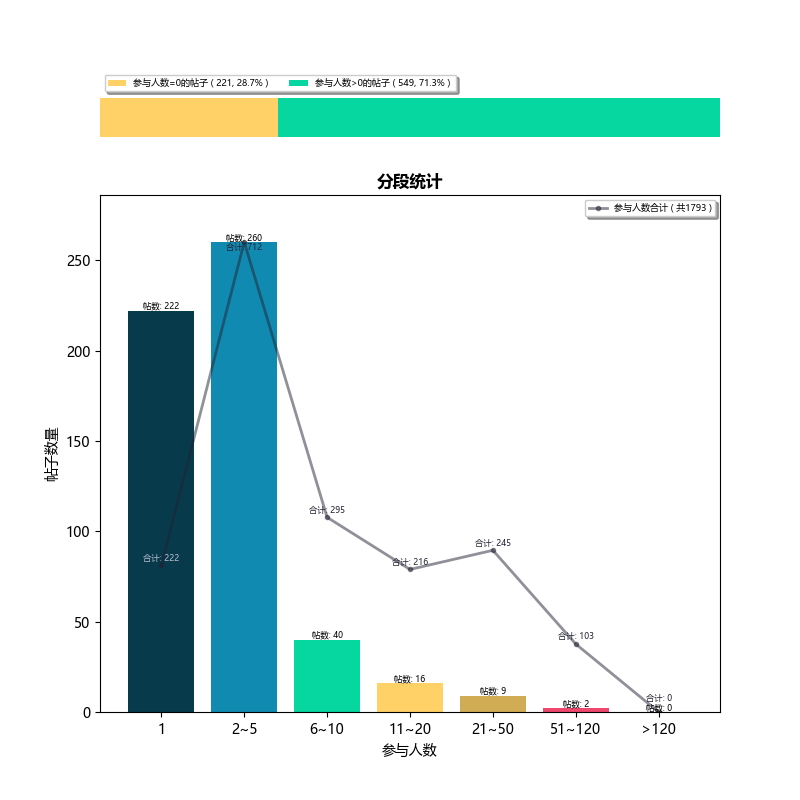 参与人数=0的帖子 ( 221, 28.7% ) 参与人数>0的帖子 ( 549, 71.3% )
分段统计
参与人数合计 ( 共1793 )
帖数: 260
合计: 712
帖数: 222
合计: 222
合计: 295
合计: 216
合计: 245
合计: 103
合计: 0
帖数: 40
帖数: 16
帖数: 9
帖数: 2
帖数: 0
250
200
150
100
50
0
帖子数量
1 2~5 6~10 11~20 21~50 51~120 >120
参与人数